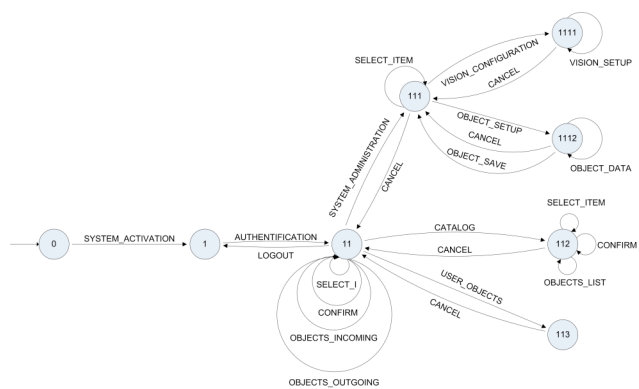 1111
SELECT_ITEM
VISION_CONFIGURATION
VISION_SETUP
CANCEL
111
OBJECT_SETUP
1112
CANCEL
OBJECT_SAVE
OBJECT_DATA
SYSTEM_ADMINISTRATION
CANCEL
SELECT_ITEM
CATALOG
SYSTEM_ACTIVATION
AUTHENTIFICATION
0
1
11
112
CONFIRM
LOGOUT
CANCEL
OBJECTS_LIST
SELECT_I
USER_OBJECTS
CONFIRM
CANCEL
OBJECTS_INCOMING
113
OBJECTS_OUTGOING